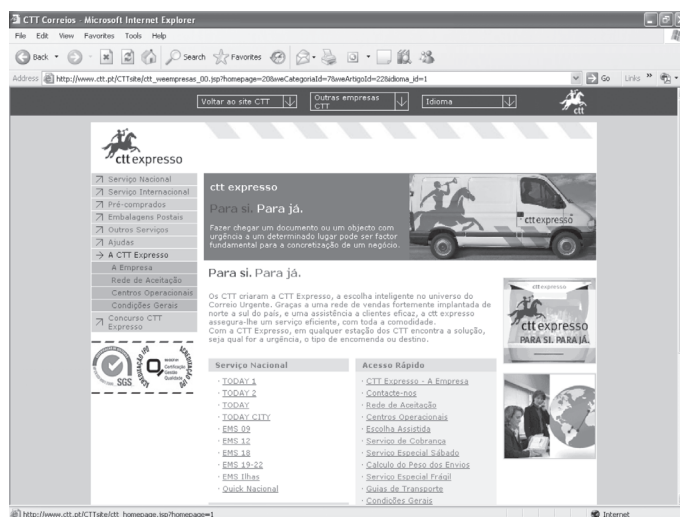 CTT Correios - Microsoft Internet Explorer
File Edit View Favorites Tools Help
Back Search Favorites
Address http://www.ctt.pt/CTTsite/ctt_weempresas_00.jsp?homepage=20&weCategoriaId=7&weArtigoId=22&idioma_id=1 Go Links »
Voltar ao site CTT
Outras empresas
CTT
Idioma
ctt
ctt expresso
Serviço Nacional
Serviço Internacional
Pré-comprados
Embalagens Postais
Outros Serviços
Ajudas
A CTT Expresso
A Empresa
Rede de Aceitação
Centros Operacionais
Condições Gerais
Concurso CTT
Expresso
SGS
ctt expresso
Para si. Para já.
Fazer chegar um documento ou um objecto com
urgência a um determinado lugar pode ser factor
fundamental para a concretização de um negócio.
ctt expresso
Para si. Para já.
Os CTT criaram a CTT Expresso, a escolha inteligente no universo do
Correio Urgente. Graças a uma rede de vendas fortemente implantada de
norte a sul do país, e uma assistência a clientes eficaz, a ctt expresso
assegura-lhe um serviço eficiente, com toda a comodidade.
Com a CTT Expresso, em qualquer estação dos CTT encontra a solução,
seja qual for a urgência, o tipo de encomenda ou destino.
Serviço Nacional
· TODAY 1
· TODAY 2
· TODAY
· TODAY CITY
· EMS 09
· EMS 12
· EMS 18
· EMS 19-22
· EMS Ilhas
· Quick Nacional
Acesso Rápido
· CTT Expresso - A Empresa
· Contacte-nos
· Rede de Aceitação
· Centros Operacionais
· Escolha Assistida
· Serviço de Cobrança
· Serviço Especial Sábado
· Calculo do Peso dos Envios
· Serviço Especial Frágil
· Guias de Transporte
· Condições Gerais
ctt expresso
ctt expresso
PARA SI. PARA JÁ.
http://www.ctt.pt/CTTsite/ctt_homepage.jsp?homepage=1
Internet